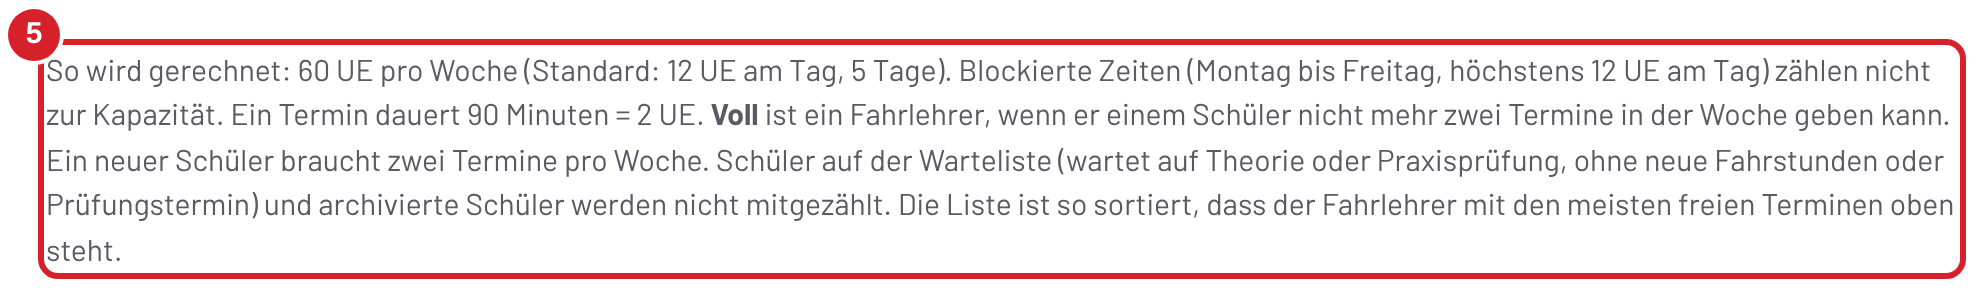 5
So wird gerechnet: 60 UE pro Woche (Standard: 12 UE am Tag, 5 Tage). Blockierte Zeiten (Montag bis Freitag, höchstens 12 UE am Tag) zählen nicht
zur Kapazität. Ein Termin dauert 90 Minuten = 2 UE. Voll ist ein Fahrlehrer, wenn er einem Schüler nicht mehr zwei Termine in der Woche geben kann.
Ein neuer Schüler braucht zwei Termine pro Woche. Schüler auf der Warteliste (wartet auf Theorie oder Praxisprüfung, ohne neue Fahrstunden oder
Prüfungstermin) und archivierte Schüler werden nicht mitgezählt. Die Liste ist so sortiert, dass der Fahrlehrer mit den meisten freien Terminen oben
steht.